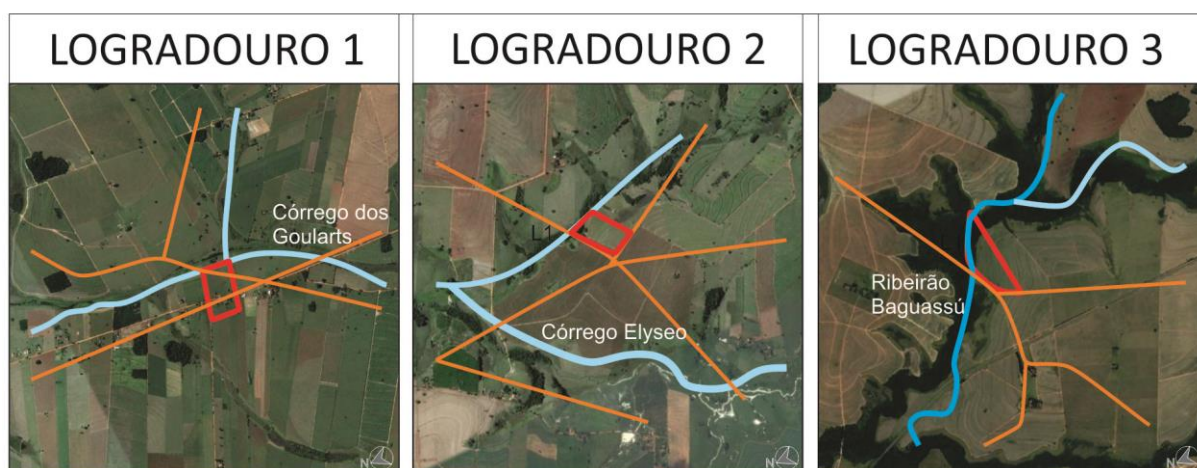 LOGRADOURO 1
LOGRADOURO 2
LOGRADOURO 3
Córrego dos
Goularts
L1
Córrego Elyseo
Ribeirão
Baguassú
N
N
N